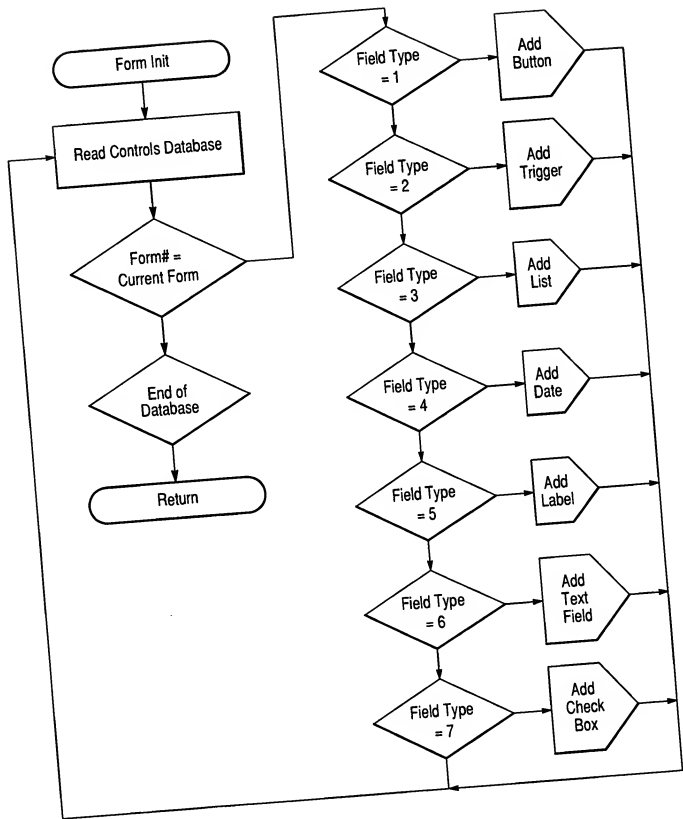 Form Init
Read Controls Database
Form# =
Current Form
End of
Database
Return
Field Type
= 1
Add
Button
Field Type
= 2
Add
Trigger
Field Type
= 3
Add
List
Field Type
= 4
Add
Date
Field Type
= 5
Add
Label
Field Type
= 6
Add
Text
Field
Field Type
= 7
Add
Check
Box